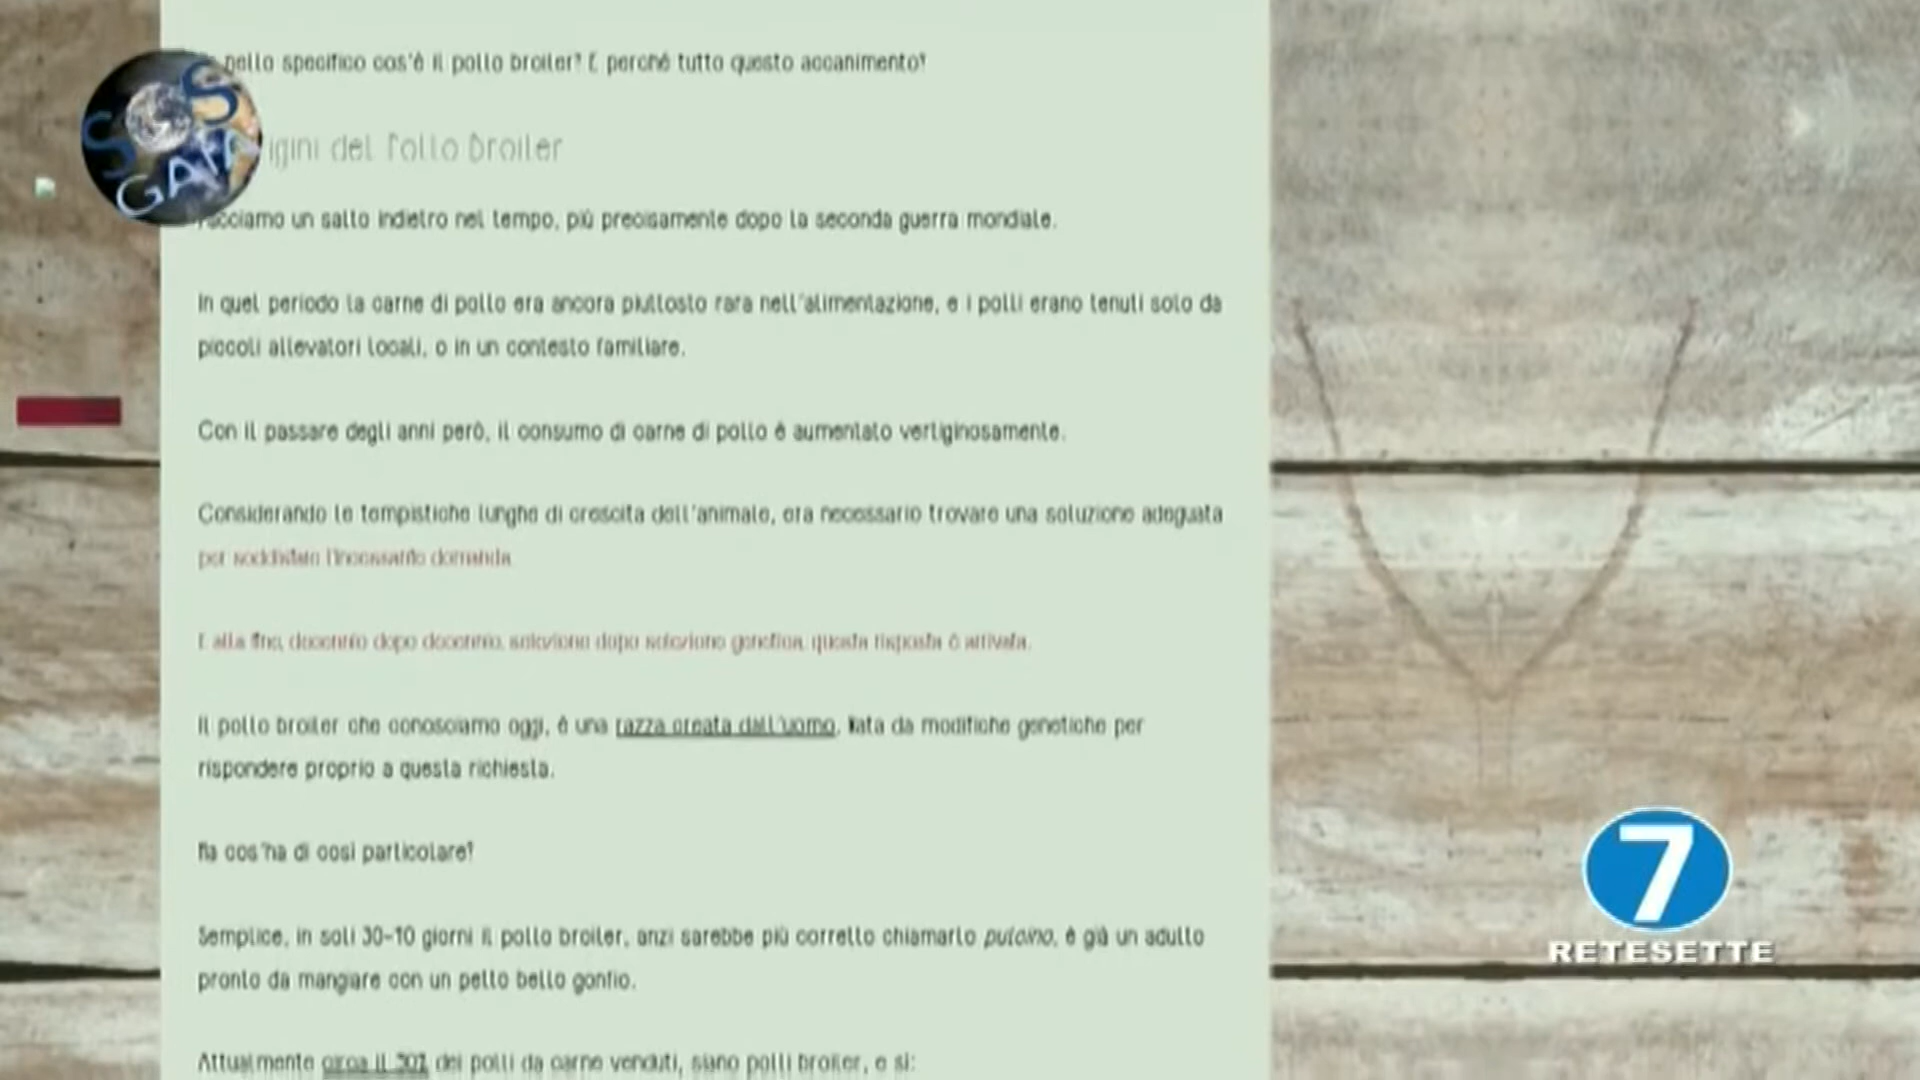 nello specifico cos'è il pollo broiler? E perché tutto questo accanimento?
SOS
GAIA
igini del Pollo Broiler
Facciamo un salto indietro nel tempo, più precisamente dopo la seconda guerra mondiale.
In quel periodo la carne di pollo era ancora piuttosto rara nell'alimentazione, e i polli erano tenuti solo da
piccoli allevatori locali, o in un contesto familiare.
Con il passare degli anni però, il consumo di carne di pollo è aumentato vertiginosamente.
Considerando le tempistiche lunghe di crescita dell'animale, era necessario trovare una soluzione adeguata
per soddisfare l'incessante domanda.
E alla fine, decennio dopo decennio, selezione dopo selezione genetica, questa risposta è arrivata.
Il pollo broiler che conosciamo oggi, è una razza creata dall'uomo. Nata da modifiche genetiche per
rispondere proprio a questa richiesta.
Ma cos'ha di così particolare?
Semplice, in soli giorni il pollo broiler, anzi sarebbe più corretto chiamarlo pulcino, è già un adulto
pronto da mangiare con un petto bello gonfio.
Attualmente circa il dei polli da carne venduti, siano polli broiler, e si:
7
RETESETTE